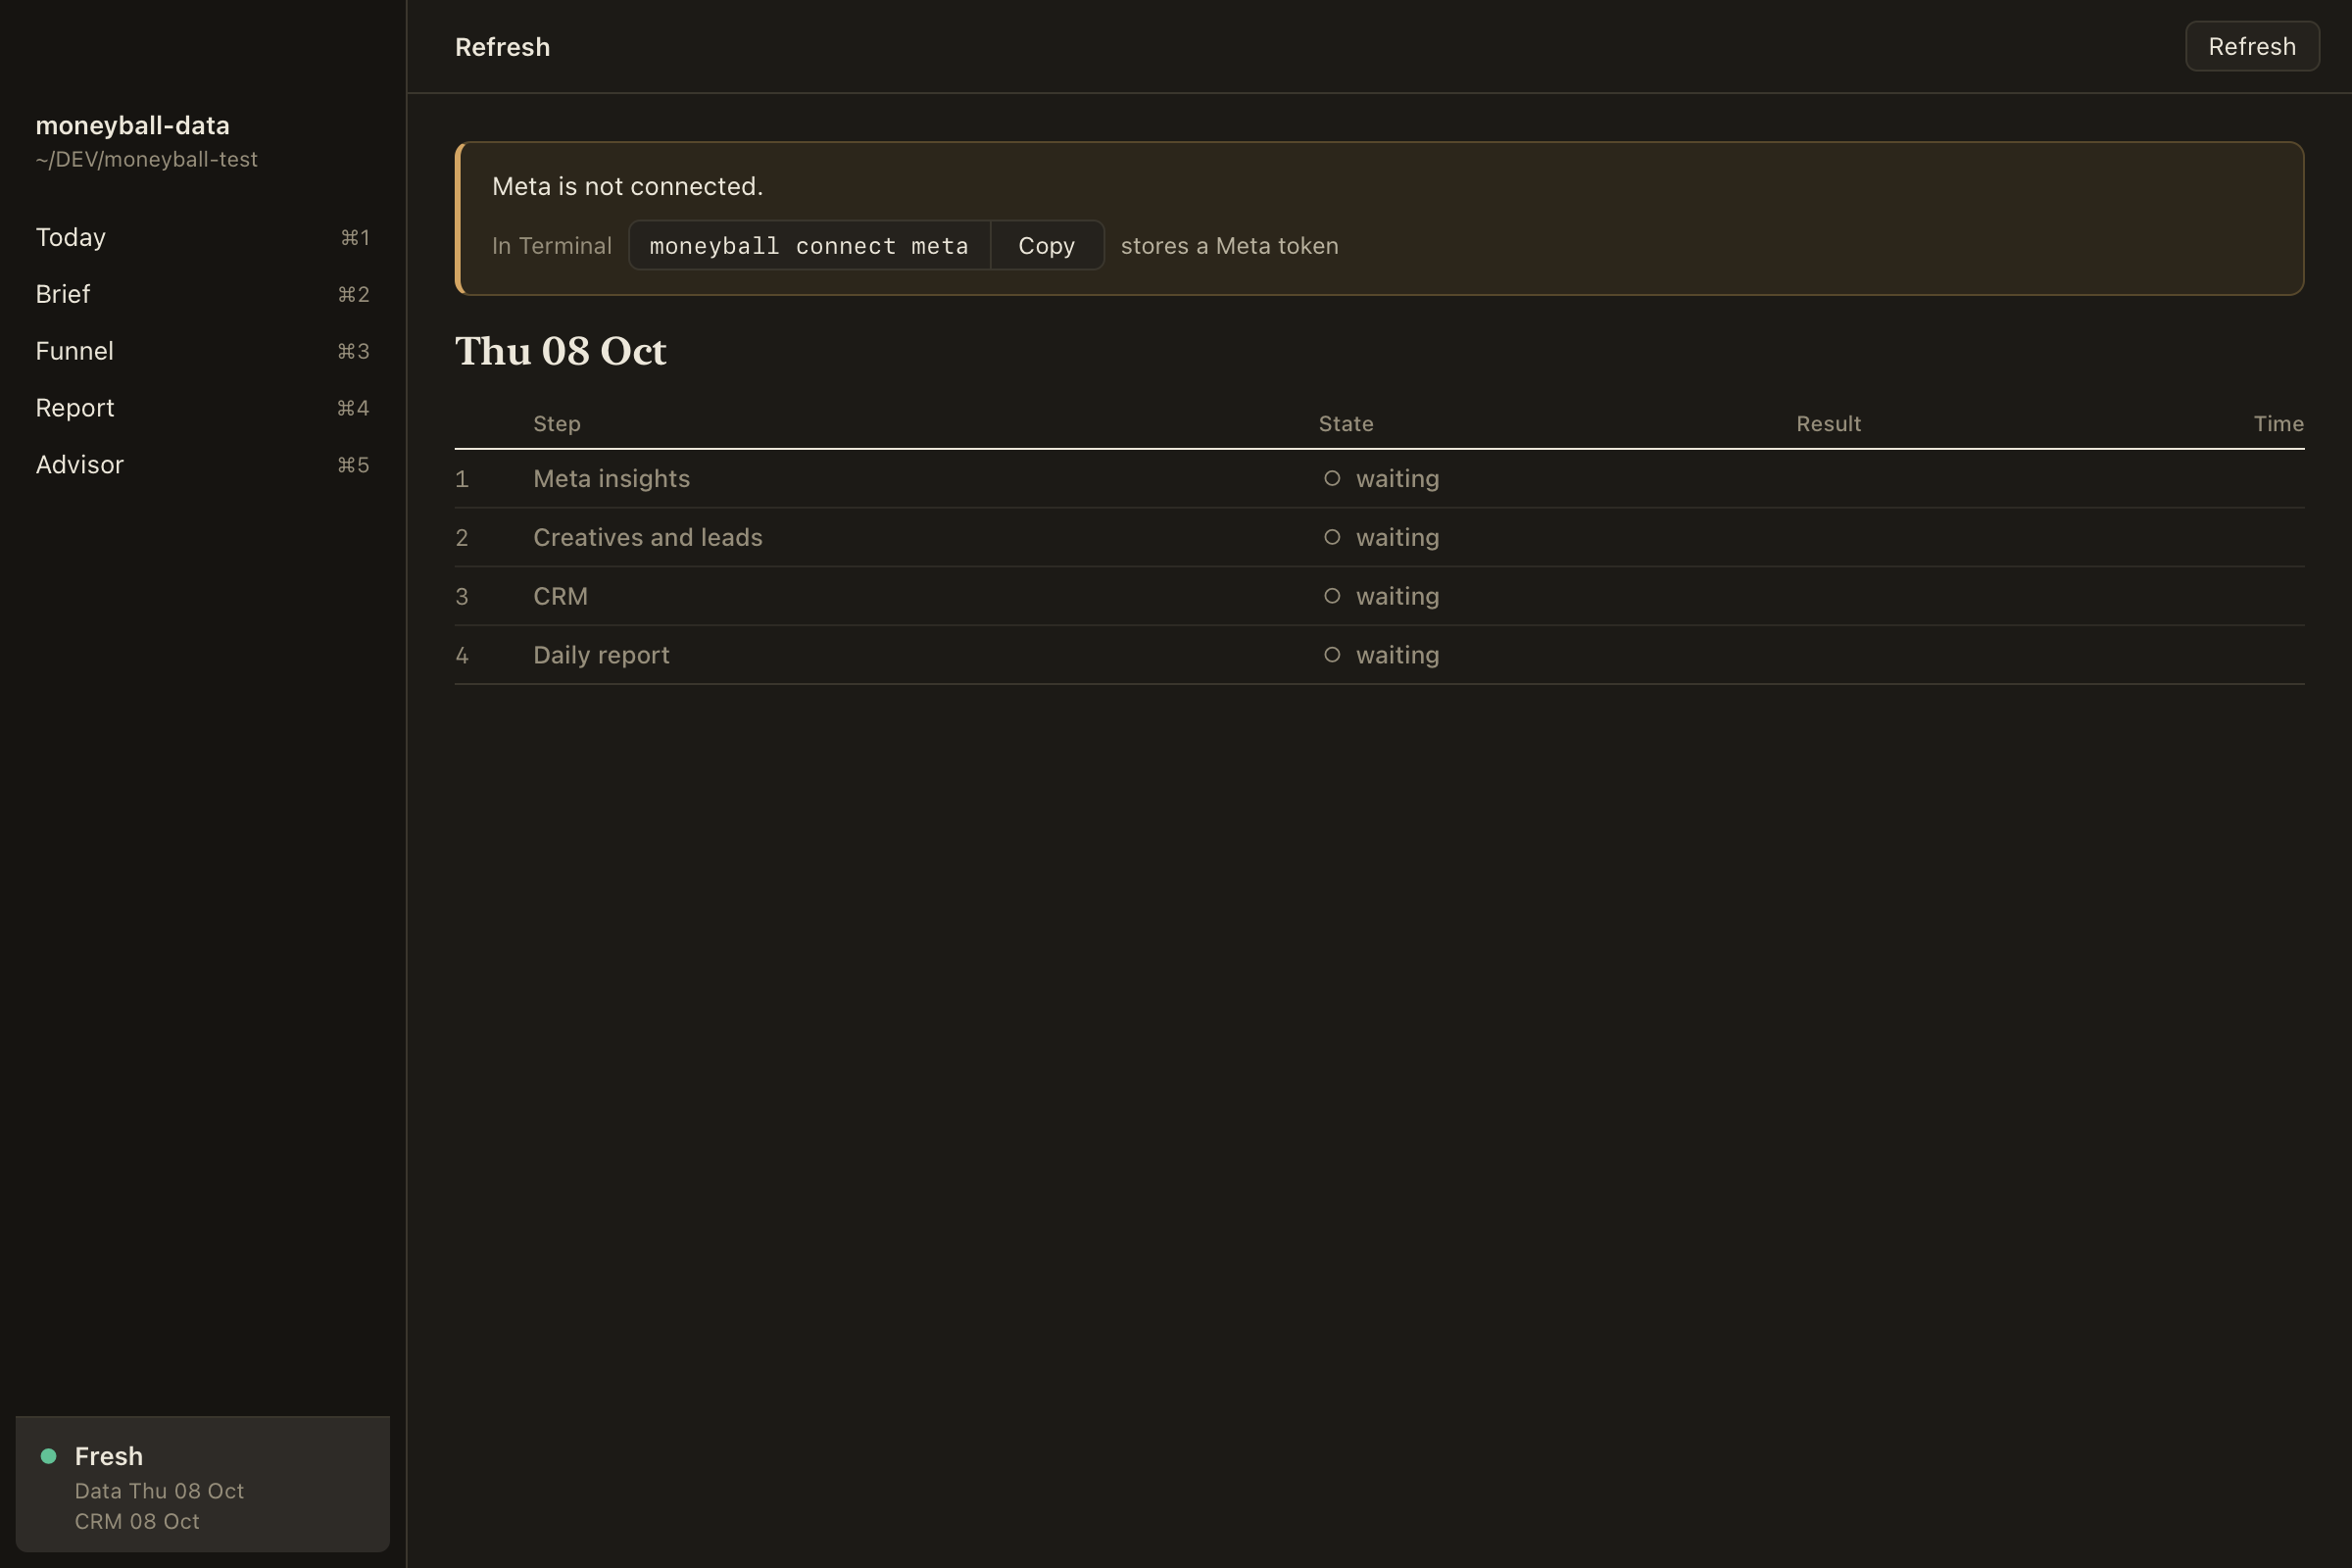 Refresh
Refresh
moneyball-data
~/DEV/moneyball-test
Today ⌘1
Brief ⌘2
Funnel ⌘3
Report ⌘4
Advisor ⌘5
Meta is not connected.
In Terminal moneyball connect meta Copy stores a Meta token
Thu 08 Oct
Step State Result Time
1 Meta insights waiting
2 Creatives and leads waiting
3 CRM waiting
4 Daily report waiting
Fresh
Data Thu 08 Oct
CRM 08 Oct